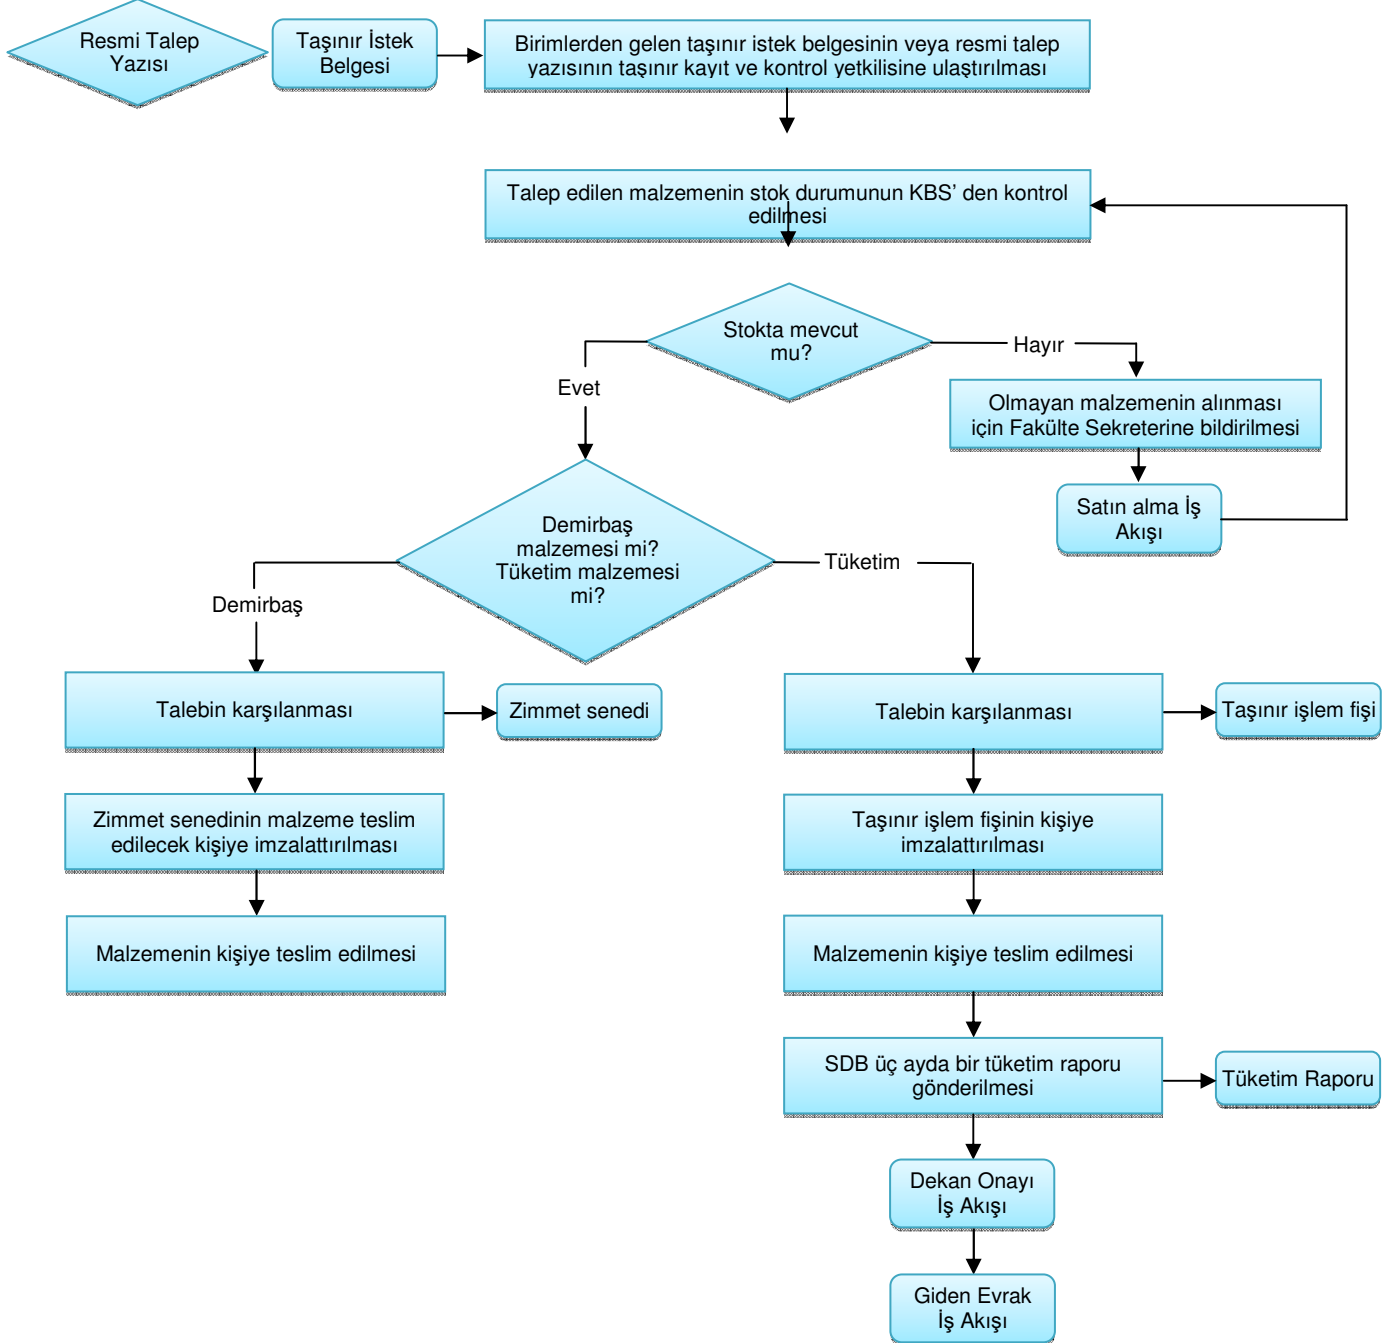 Resmi Talep
Yazısı
Taşınır İstek
Belgesi
Birimlerden gelen taşınır istek belgesinin veya resmi talep
yazısının taşınır kayıt ve kontrol yetkilisine ulaştırılması
Talep edilen malzemenin stok durumunun KBS’ den kontrol
edilmesi
Stokta mevcut
mu?
Hayır
Evet
Olmayan malzemenin alınması
için Fakülte Sekreterine bildirilmesi
Satın alma İş
Akışı
Demirbaş
malzemesi mi?
Tüketim malzemesi
mi?
Tüketim
Demirbaş
Talebin karşılanması
Zimmet senedi
Talebin karşılanması
Taşınır işlem fişi
Zimmet senedinin malzeme teslim
edilecek kişiye imzalattırılması
Taşınır işlem fişinin kişiye
imzalattırılması
Malzemenin kişiye teslim edilmesi
Malzemenin kişiye teslim edilmesi
SDB üç ayda bir tüketim raporu
gönderilmesi
Tüketim Raporu
Dekan Onayı
İş Akışı
Giden Evrak
İş Akışı